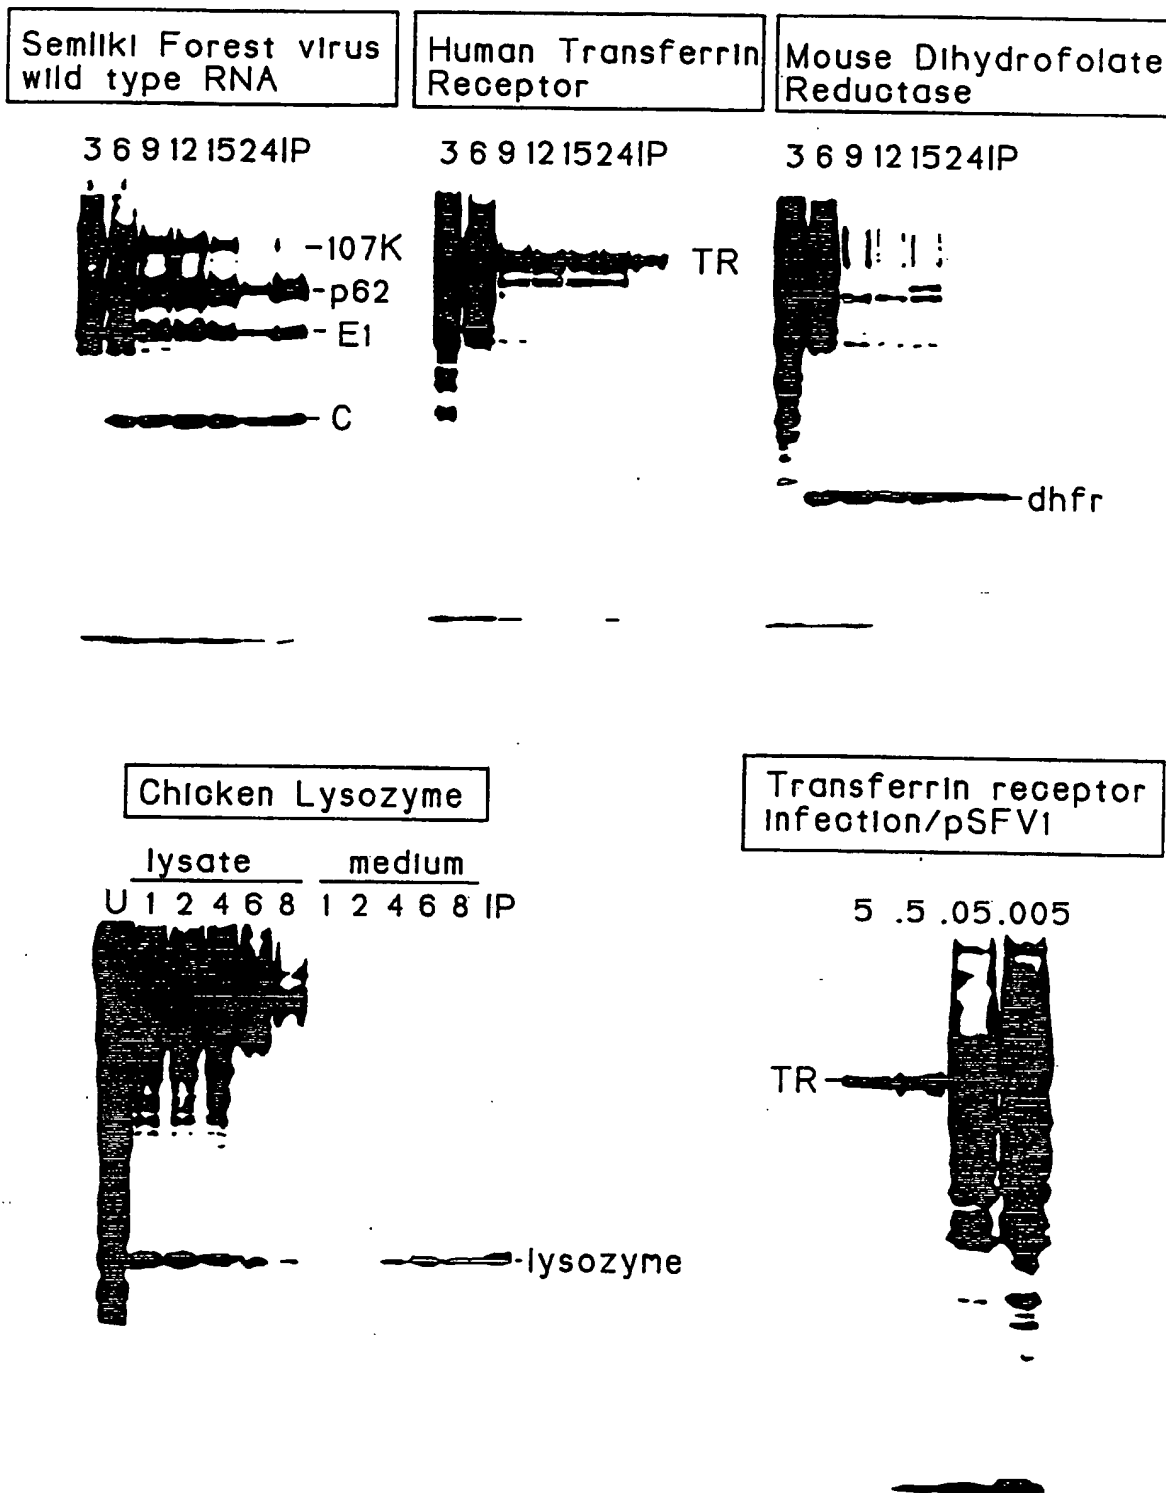 Semliki Forest virus
wild type RNA
Human Transferrin
Receptor
Mouse Dihydrofolate
Reductase
3 6 9 12 15 24 IP
3 6 9 12 15 24 IP
3 6 9 12 15 24 IP
-107K
-p62
-E1
-C
TR
-dhfr
Chicken Lysozyme
lysate medium
U 1 2 4 6 8 1 2 4 6 8 IP
-lysozyme
Transferrin receptor
infection/pSFV1
5 .5 .05 .005
TR-